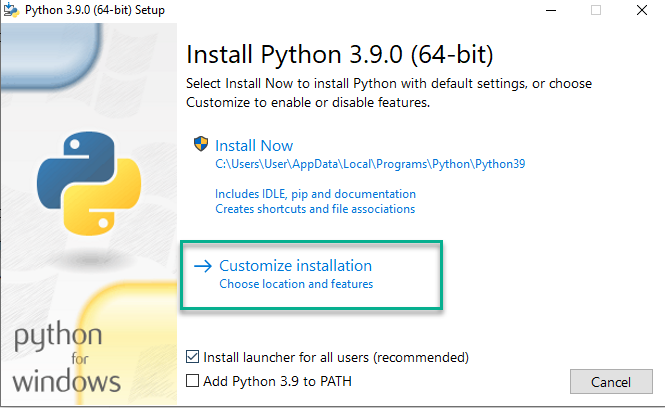 Python 3.9.0 (64-bit) Setup
Install Python 3.9.0 (64-bit)
Select Install Now to install Python with default settings, or choose
Customize to enable or disable features.
Install Now
C:\Users\User\AppData\Local\Programs\Python\Python39
Includes IDLE, pip and documentation
Creates shortcuts and file associations
Customize installation
Choose location and features
python
for
windows
Install launcher for all users (recommended)
Add Python 3.9 to PATH
Cancel